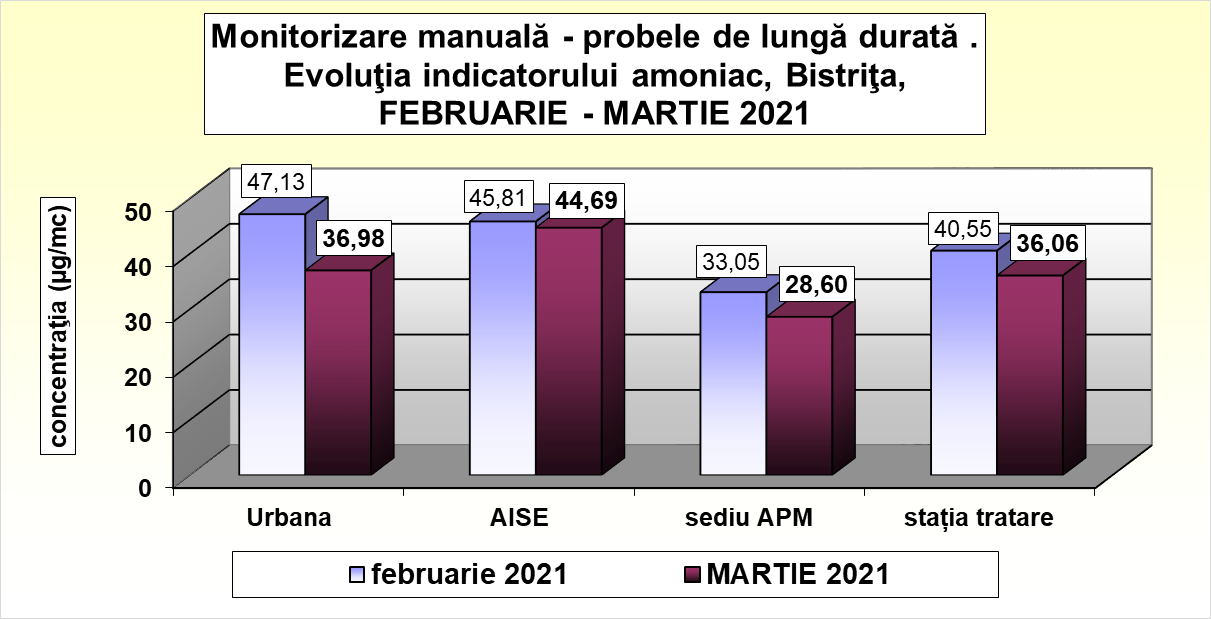 Monitorizare manuală - probele de lungă durată .
Evoluţia indicatorului amoniac, Bistriţa,
FEBRUARIE - MARTIE 2021
concentraţia (µg/mc)
50
40
30
20
10
0
47,13
36,98
45,81
44,69
33,05
28,60
40,55
36,06
Urbana
AISE
sediu APM
stația tratare
februarie 2021
MARTIE 2021